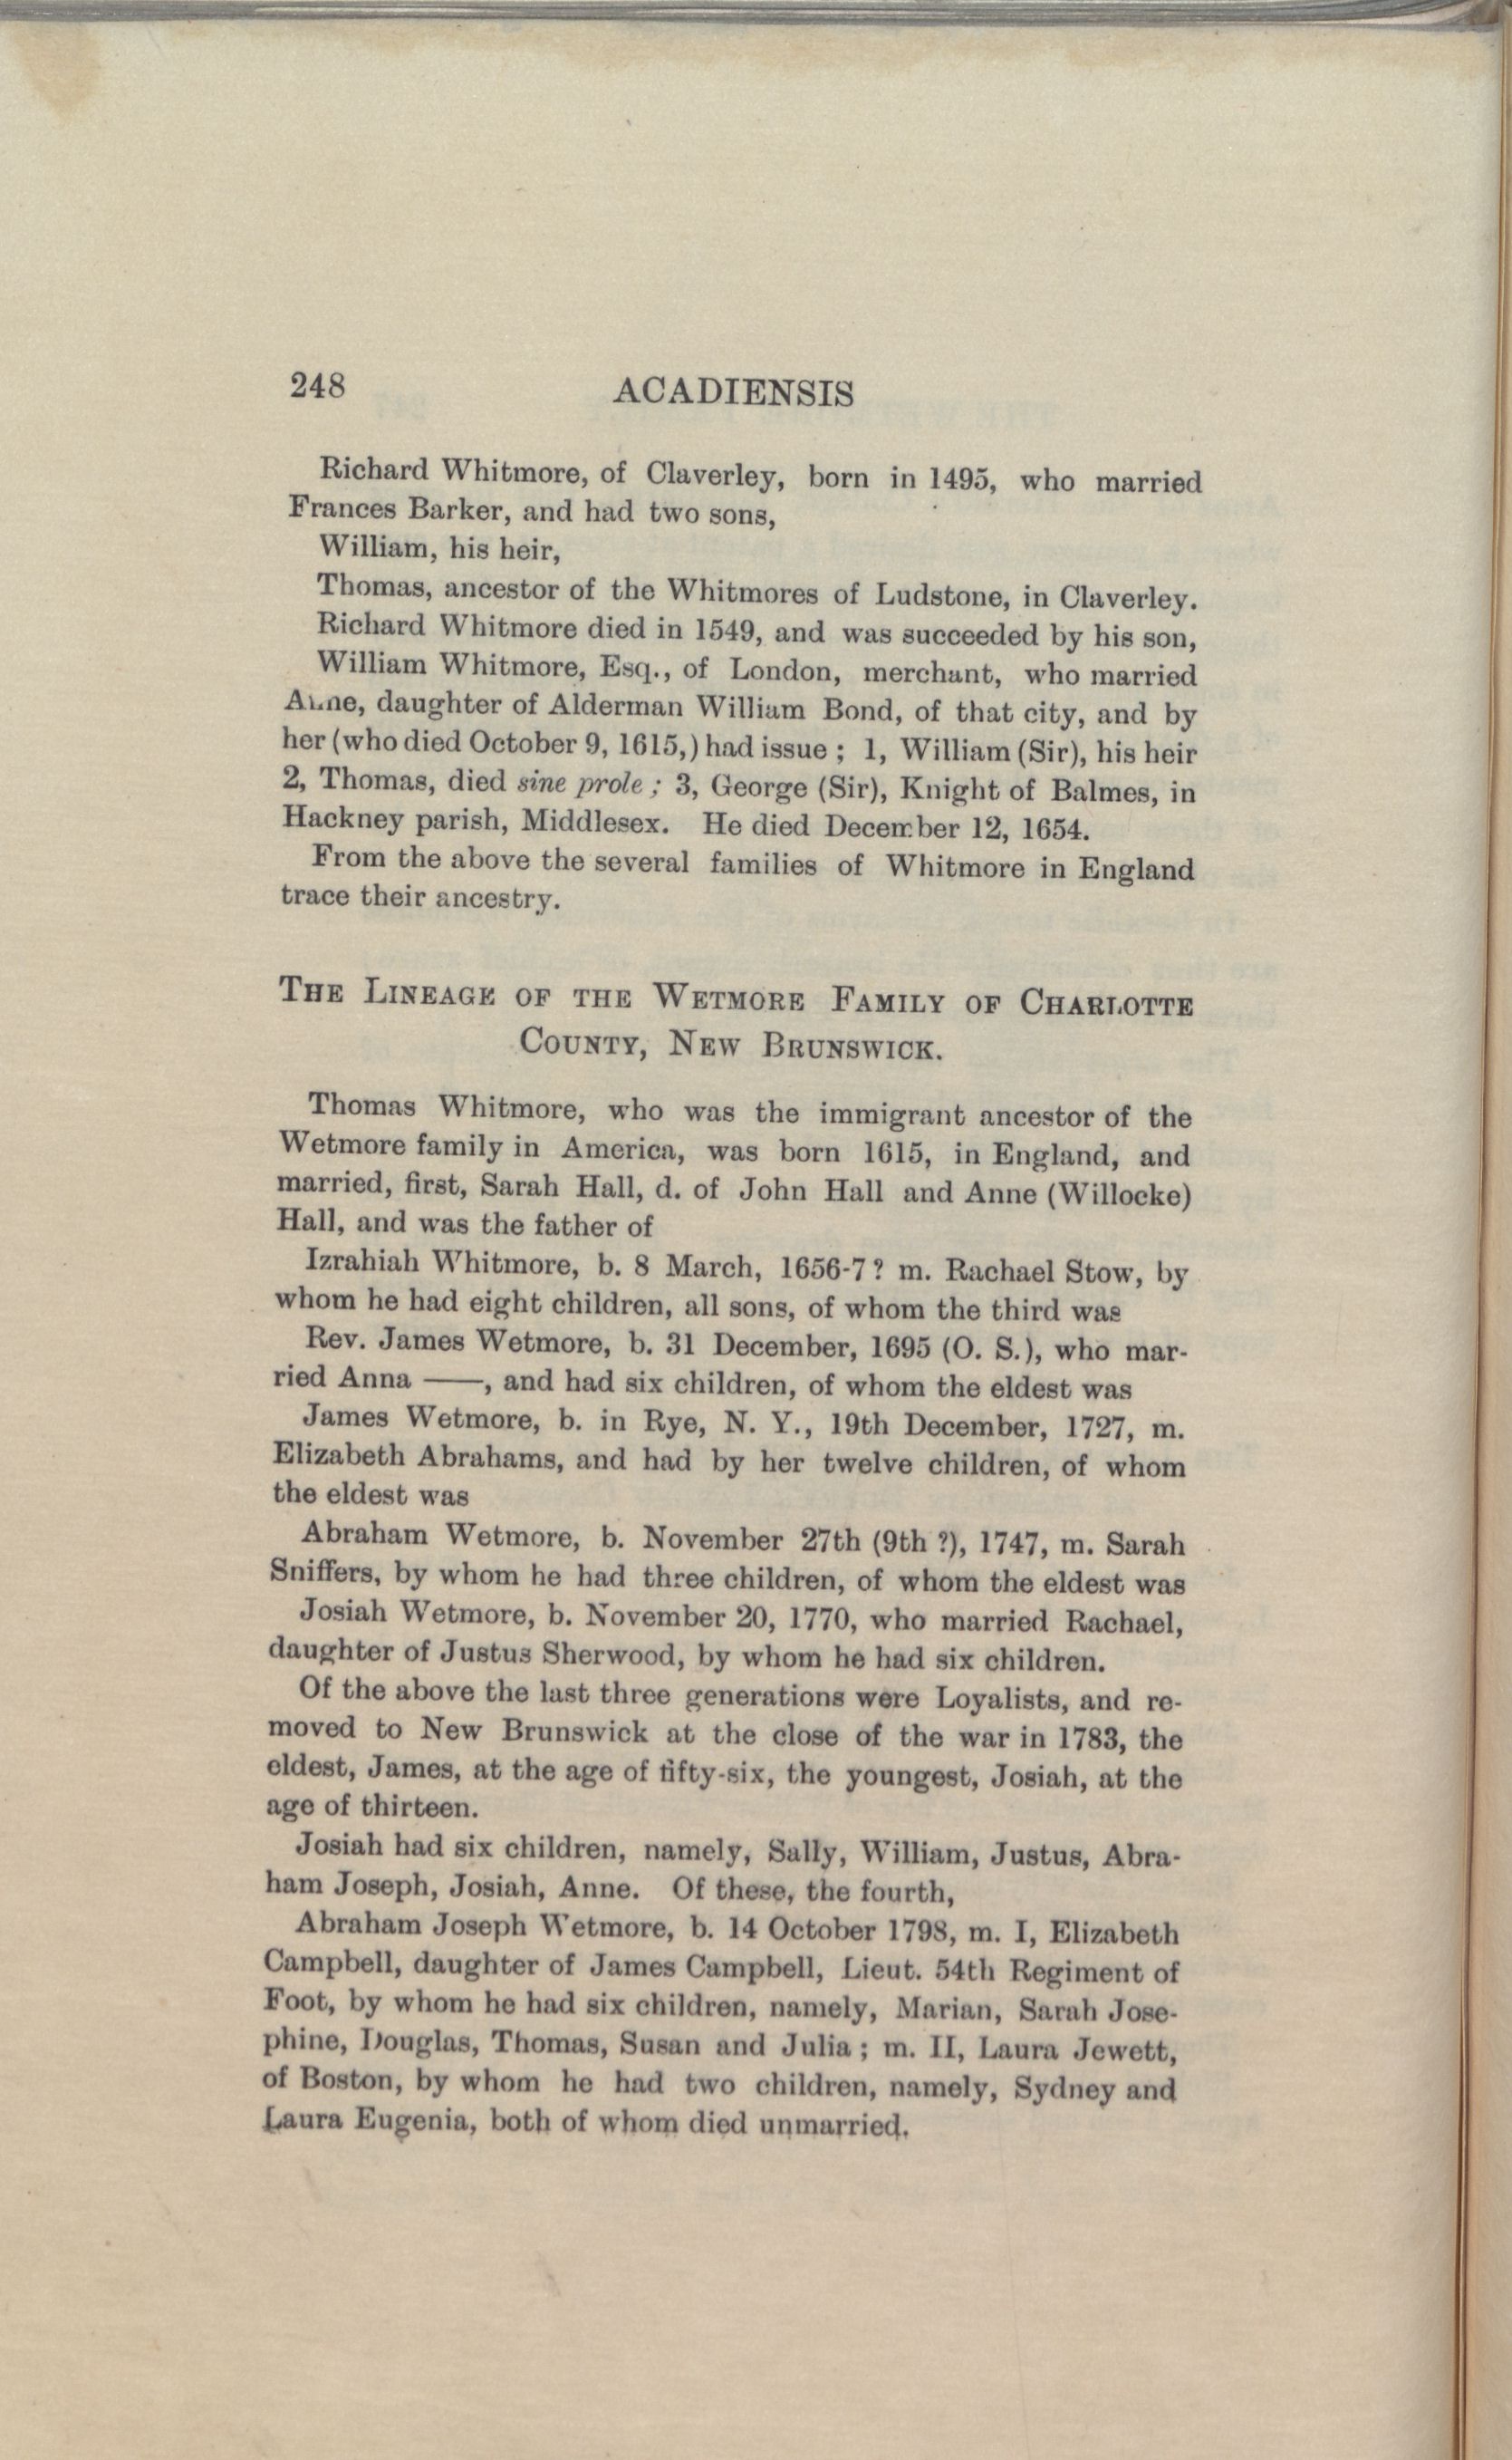 248 ACADIENSIS
Richard Whitmore, of Claverley, born in 1495, who married
Frances Barker, and had two sons,
William, his heir,
Thomas, ancestor of the Whitmores of Ludstone, in Claverley.
Richard Whitmore died in 1549, and was succeeded by his son,
William Whitmore, Esq., of London, merchant, who married
Anne, daughter of Alderman William Bond, of that city, and by
her (who died October 9, 1615,) had issue ; 1, William (Sir), his heir
2, Thomas, died sine prole ; 3, George (Sir), Knight of Balmes, in
Hackney parish, Middlesex. He died December 12, 1654.
From the above the several families of Whitmore in England
trace their ancestry.
THE LINEAGE OF THE WETMORE FAMILY OF CHARLOTTE
COUNTY, NEW BRUNSWICK.
Thomas Whitmore, who was the immigrant ancestor of the
Wetmore family in America, was born 1615, in England, and
married, first, Sarah Hall, d. of John Hall and Anne (Willocke)
Hall, and was the father of
Izrahiah Whitmore, b. 8 March, 1656-7 ? m. Rachael Stow, by
whom he had eight children, all sons, of whom the third was
Rev. James Wetmore, b. 31 December, 1695 (O. S.), who mar-
ried Anna ——, and had six children, of whom the eldest was
James Wetmore, b. in Rye, N. Y., 19th December, 1727, m.
Elizabeth Abrahams, and had by her twelve children, of whom
the eldest was
Abraham Wetmore, b. November 27th (9th ?), 1747, m. Sarah
Sniffers, by whom he had three children, of whom the eldest was
Josiah Wetmore, b. November 20, 1770, who married Rachael,
daughter of Justus Sherwood, by whom he had six children.
Of the above the last three generations were Loyalists, and re-
moved to New Brunswick at the close of the war in 1783, the
eldest, James, at the age of fifty-six, the youngest, Josiah, at the
age of thirteen.
Josiah had six children, namely, Sally, William, Justus, Abra-
ham Joseph, Josiah, Anne. Of these, the fourth,
Abraham Joseph Wetmore, b. 14 October 1798, m. I, Elizabeth
Campbell, daughter of James Campbell, Lieut. 54th Regiment of
Foot, by whom he had six children, namely, Marian, Sarah Jose-
phine, Douglas, Thomas, Susan and Julia ; m. II, Laura Jewett,
of Boston, by whom he had two children, namely, Sydney and
Laura Eugenia, both of whom died unmarried.